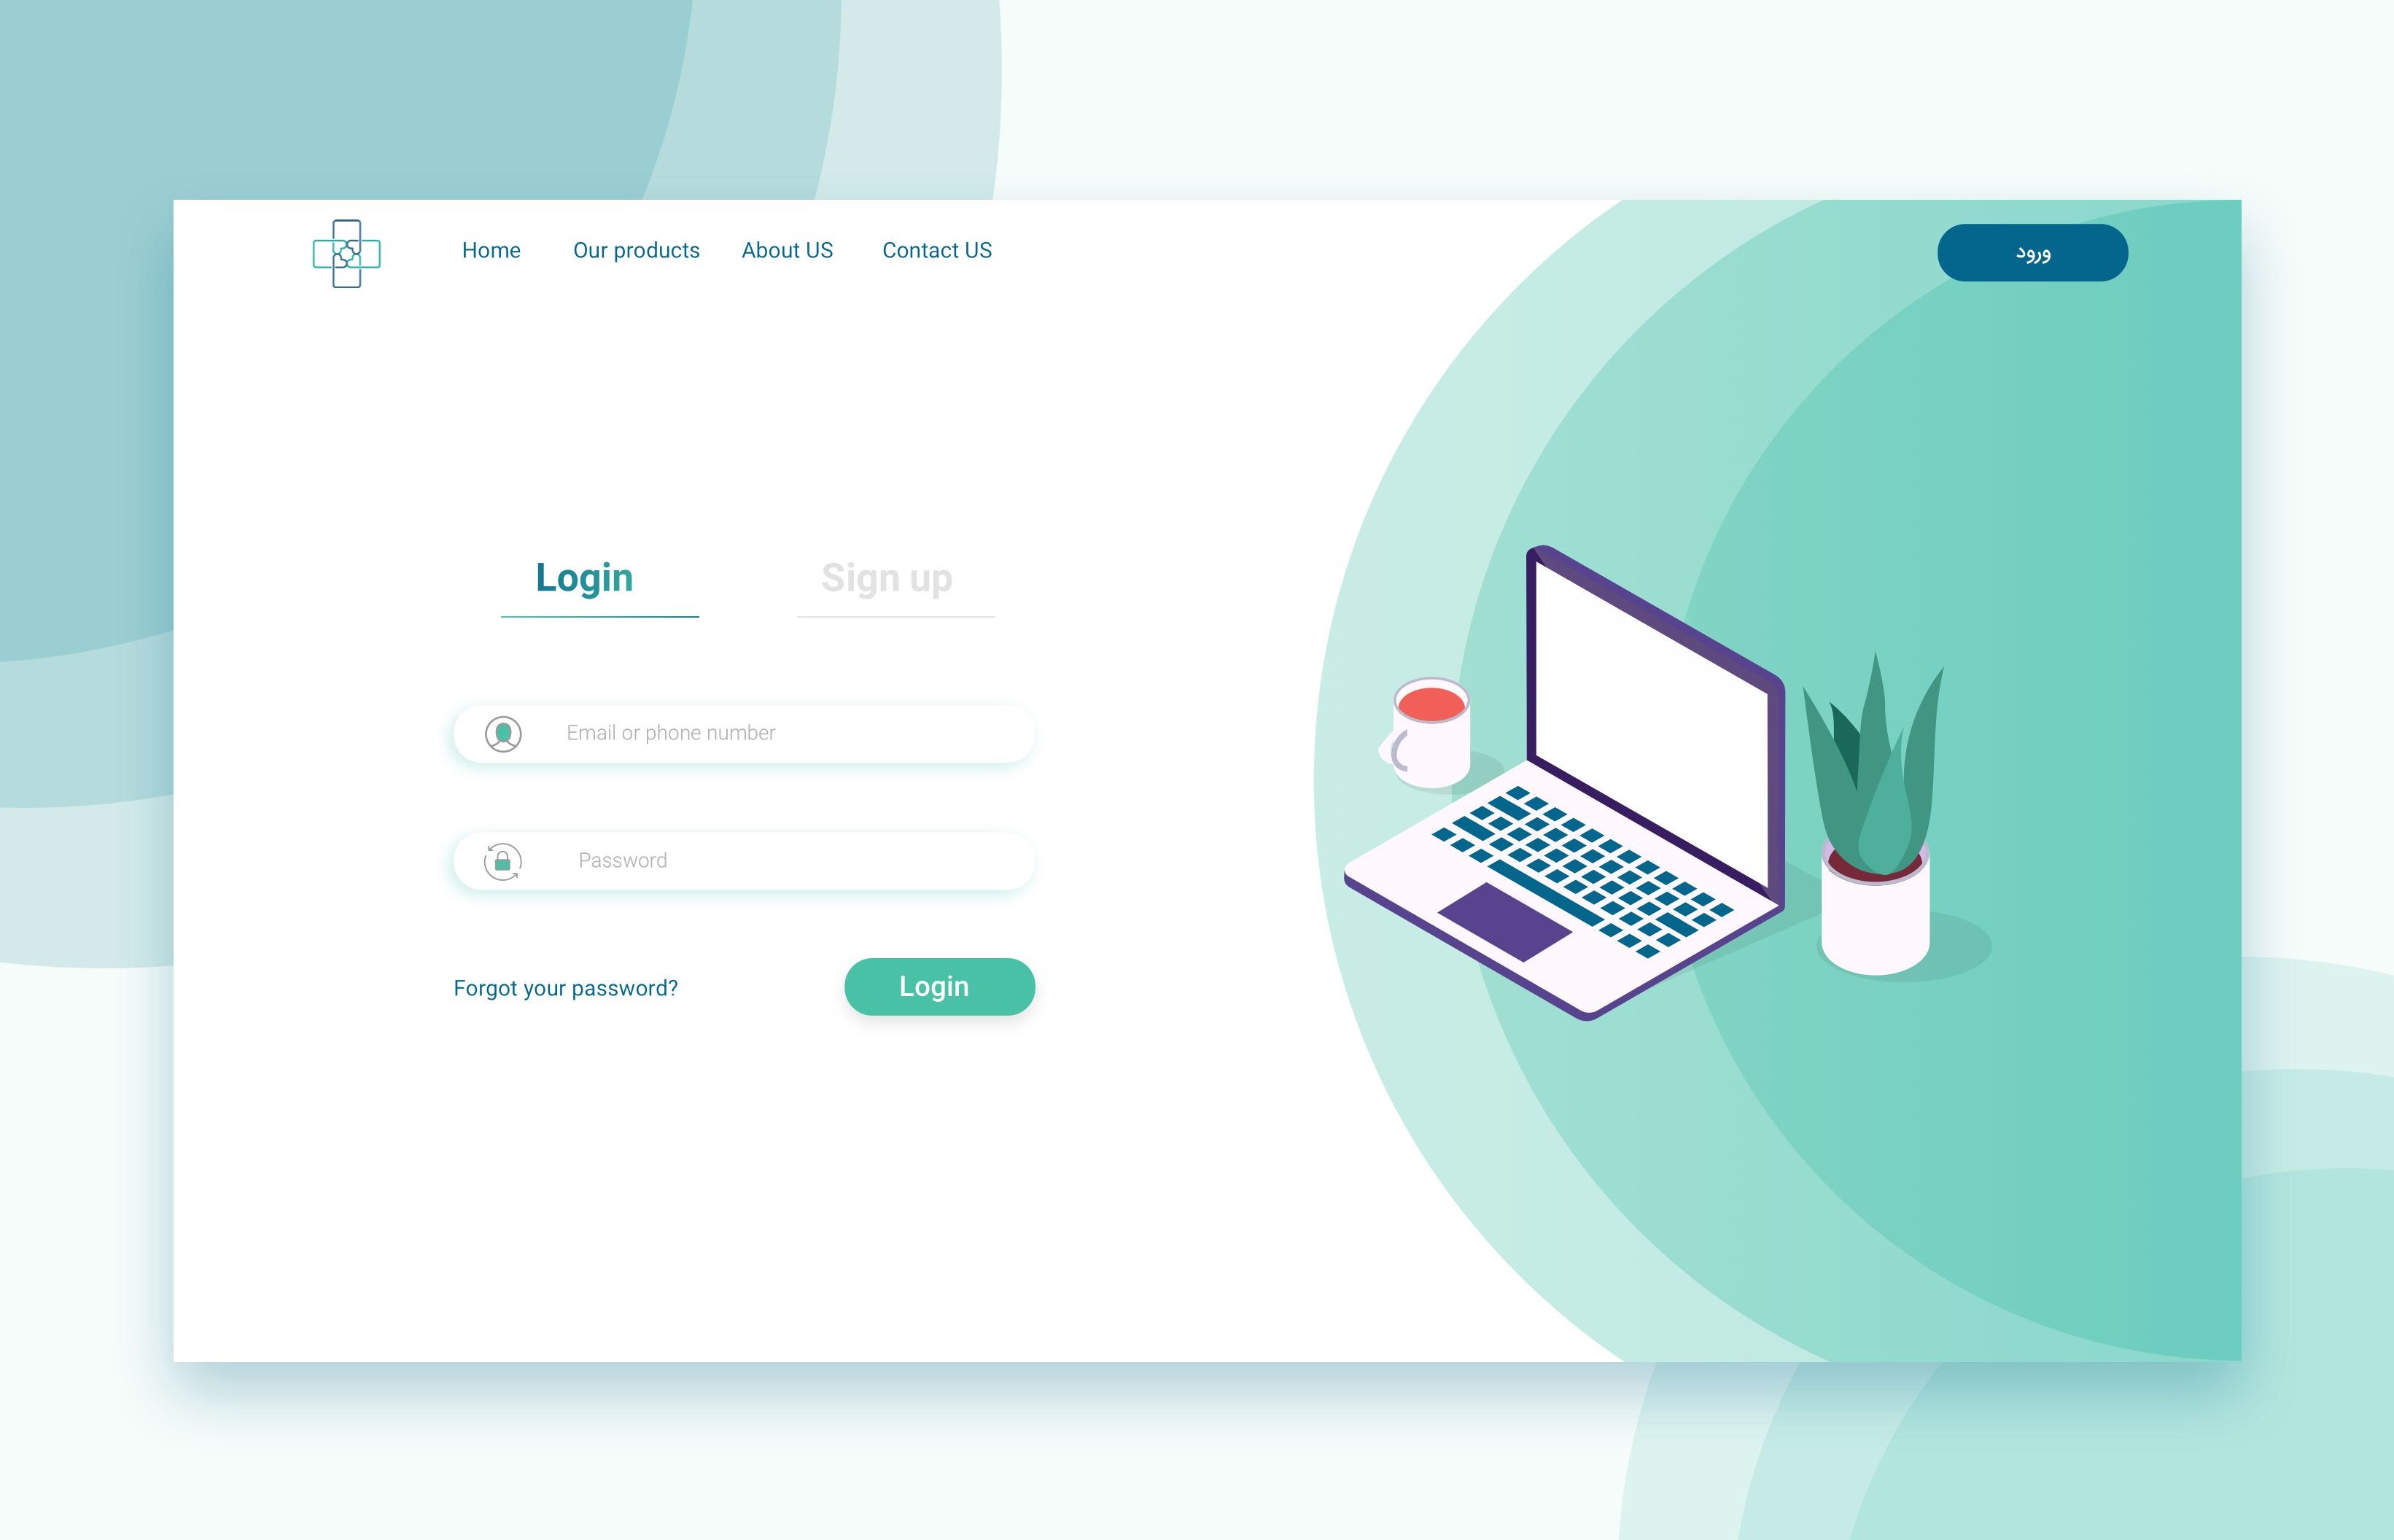 Home
Our products
About US
Contact US
ورود
Login
Sign up
Email or phone number
Password
Forgot your password?
Login